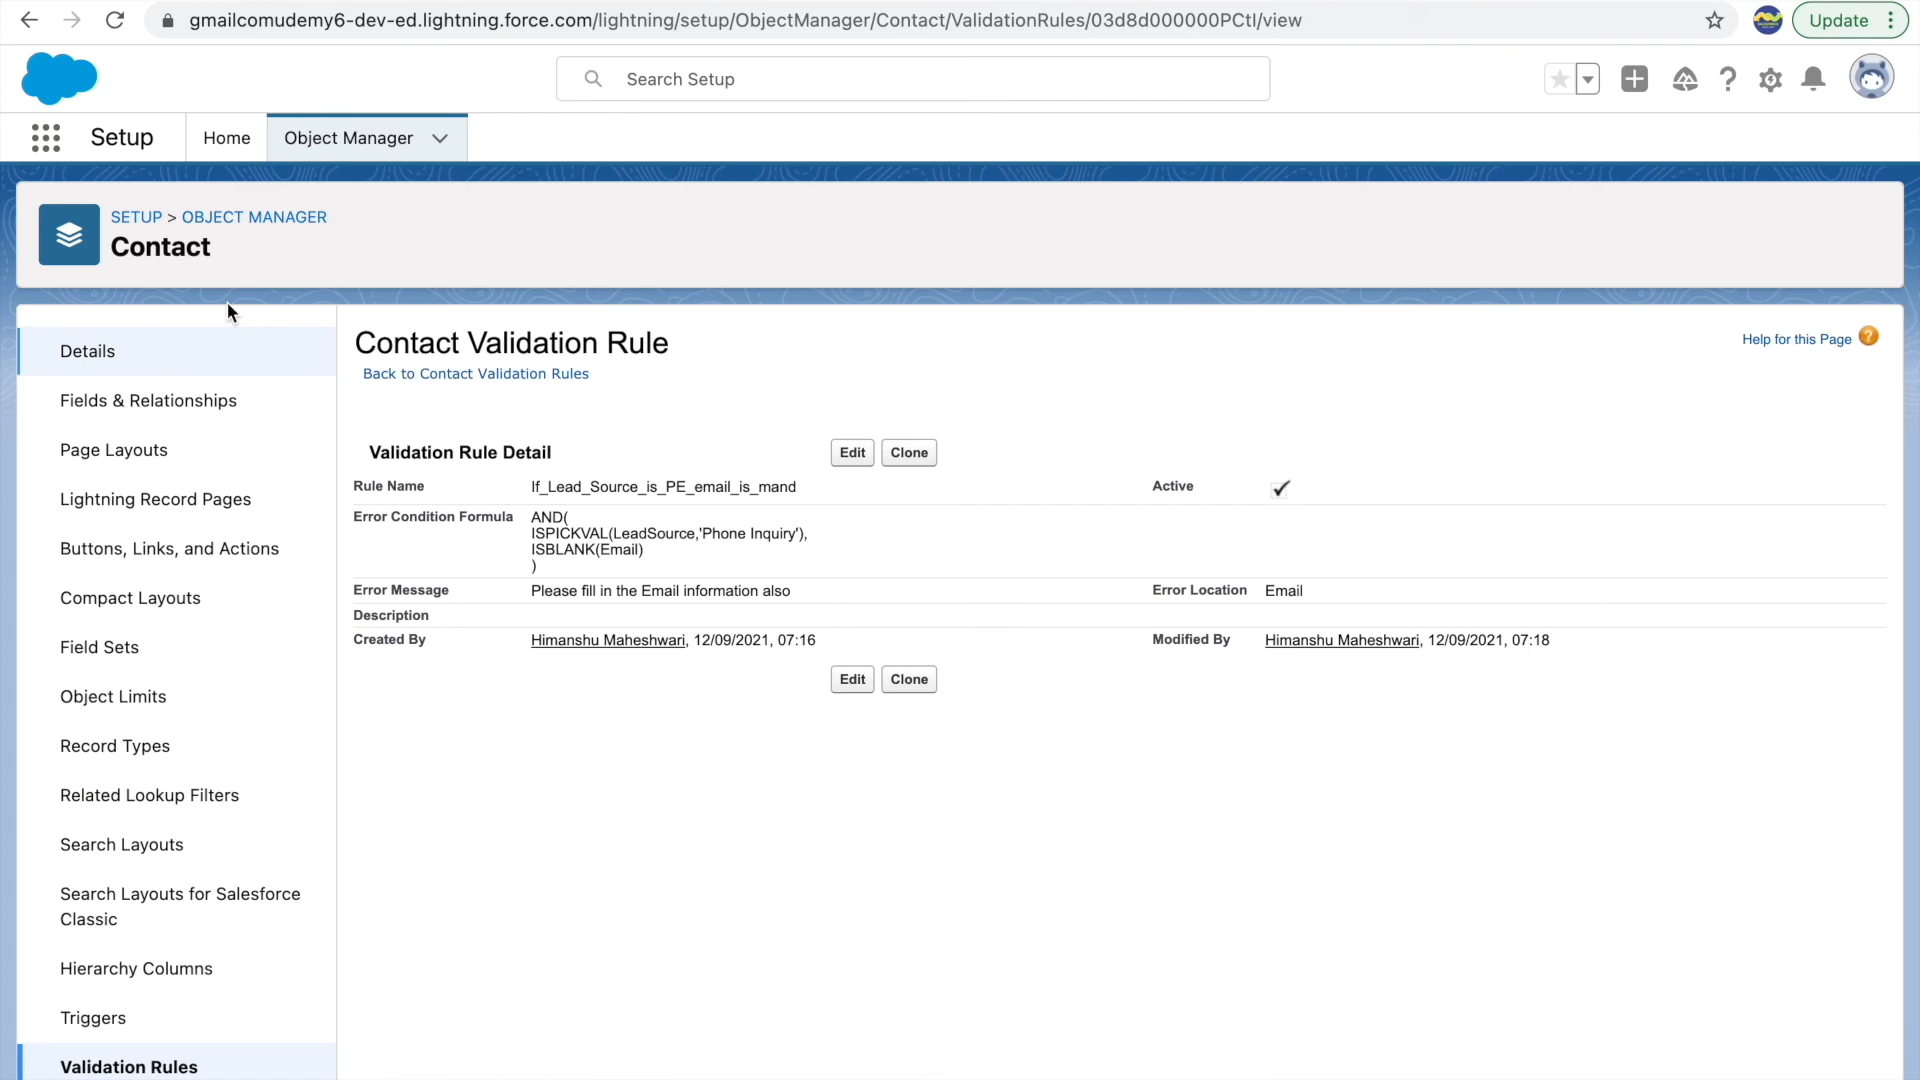 gmailcomudemy6-dev-ed.lightning.force.com/lightning/setup/ObjectManager/Contact/ValidationRules/03d8d000000PCtl/view
Update
Search Setup
Setup
Home
Object Manager
SETUP > OBJECT MANAGER
Contact
Details
Fields & Relationships
Page Layouts
Lightning Record Pages
Buttons, Links, and Actions
Compact Layouts
Field Sets
Object Limits
Record Types
Related Lookup Filters
Search Layouts
Search Layouts for Salesforce
Classic
Hierarchy Columns
Triggers
Validation Rules
Contact Validation Rule
Help for this Page ?
Back to Contact Validation Rules
Validation Rule Detail
Edit Clone
Rule Name If_Lead_Source_is_PE_email_is_mand Active
Error Condition Formula AND(
ISPICKVAL(LeadSource,'Phone Inquiry'),
ISBLANK(Email)
)
Error Message Please fill in the Email information also Error Location Email
Description
Created By Himanshu Maheshwari, 12/09/2021, 07:16 Modified By Himanshu Maheshwari, 12/09/2021, 07:18
Edit Clone